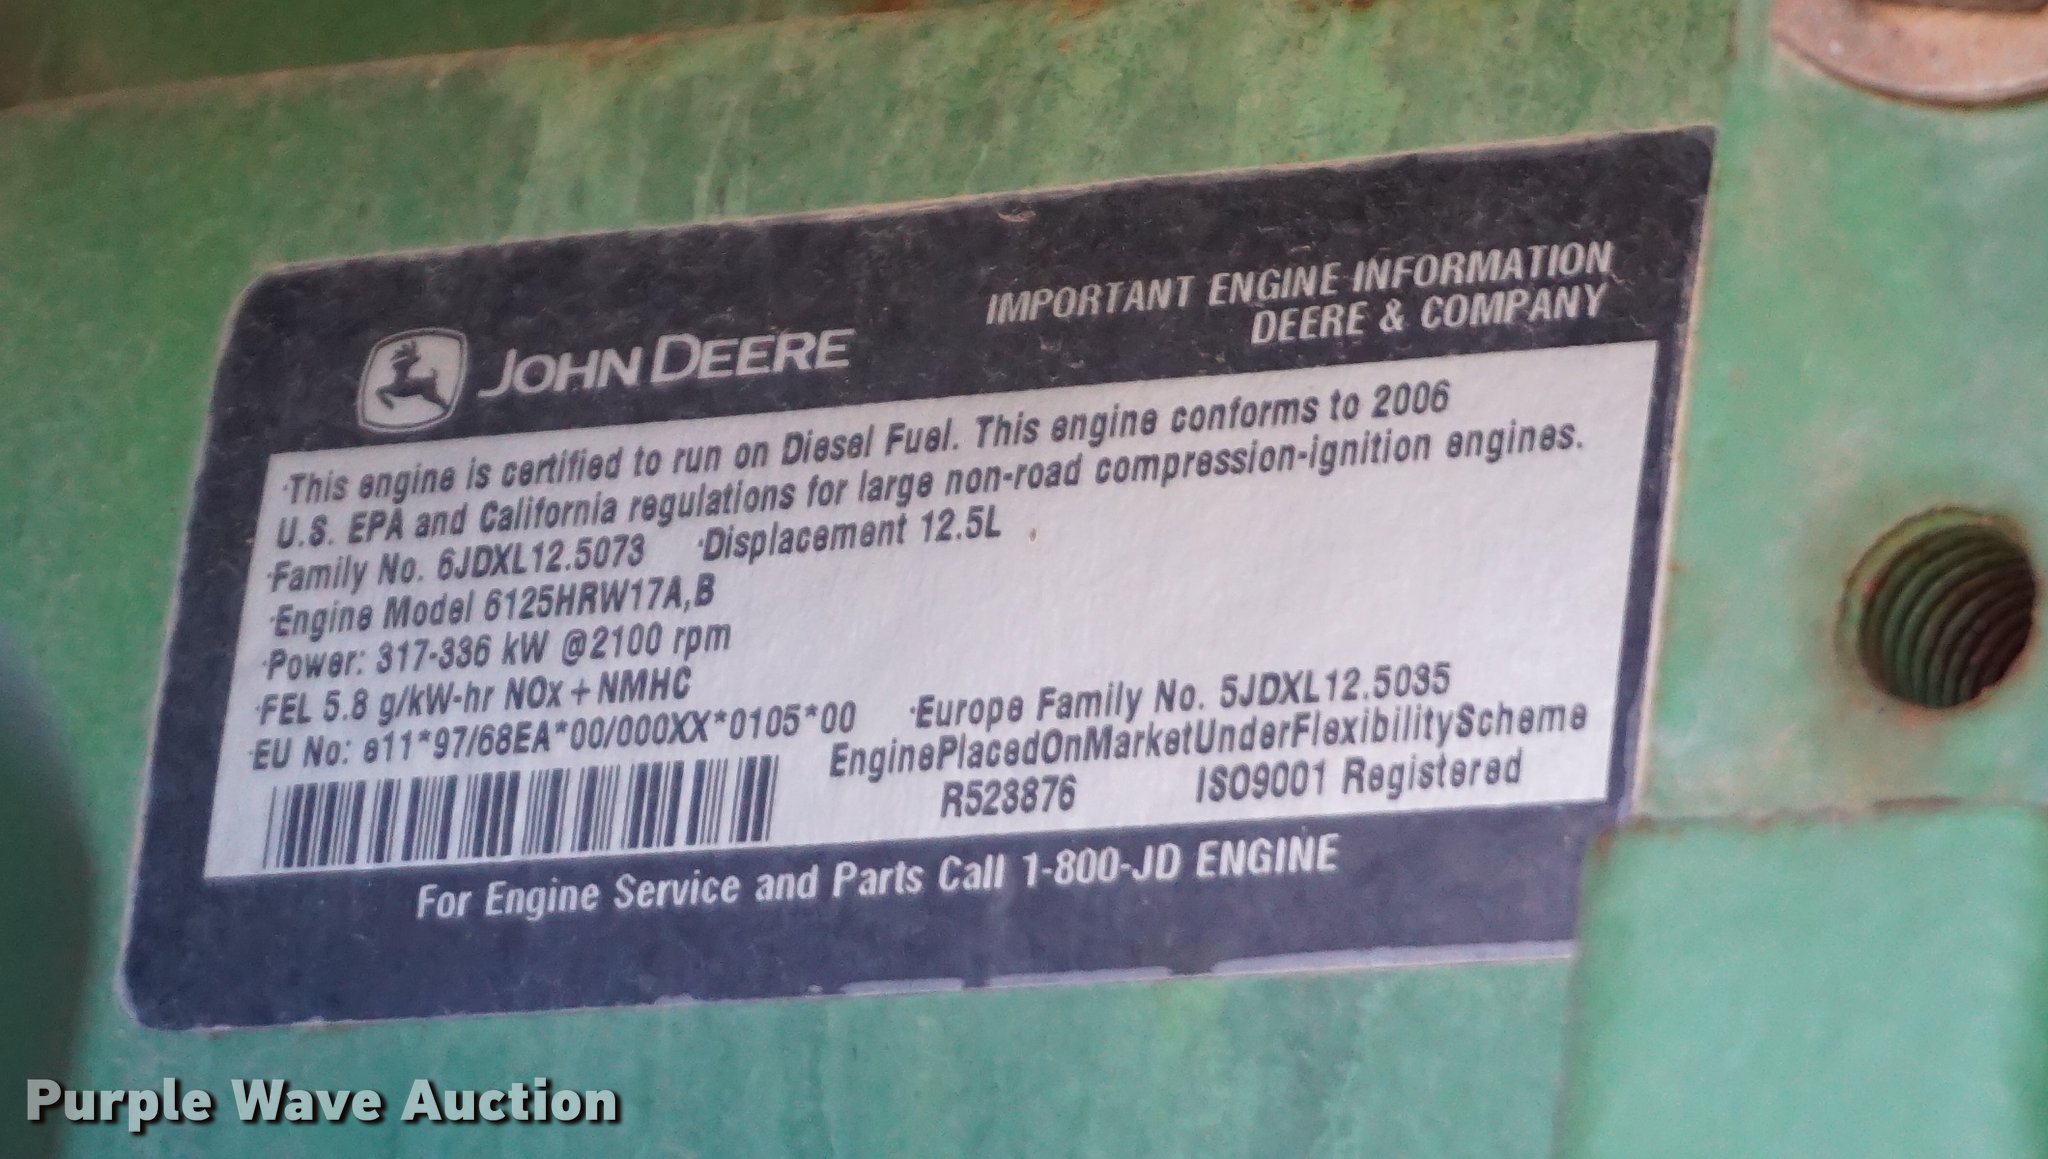 IMPORTANT ENGINE INFORMATION
DEERE & COMPANY
JOHN DEERE
·This engine is certified to run on Diesel Fuel. This engine conforms to 2006
U.S. EPA and California regulations for large non-road compression-ignition engines.
·Family No. 6JDXL12.5073 ·Displacement 12.5L
·Engine Model 6125HRW17A,B
·Power: 317-336 kW @2100 rpm
·FEL 5.8 g/kW-hr NOx+NMHC
·EU No: e11*97/68EA*00/000XX*0105*00 ·Europe Family No. 5JDXL12.5035
EnginePlacedOnMarketUnderFlexibilityScheme
R523876 ISO9001 Registered
For Engine Service and Parts Call 1-800-JD ENGINE
Purple Wave Auction